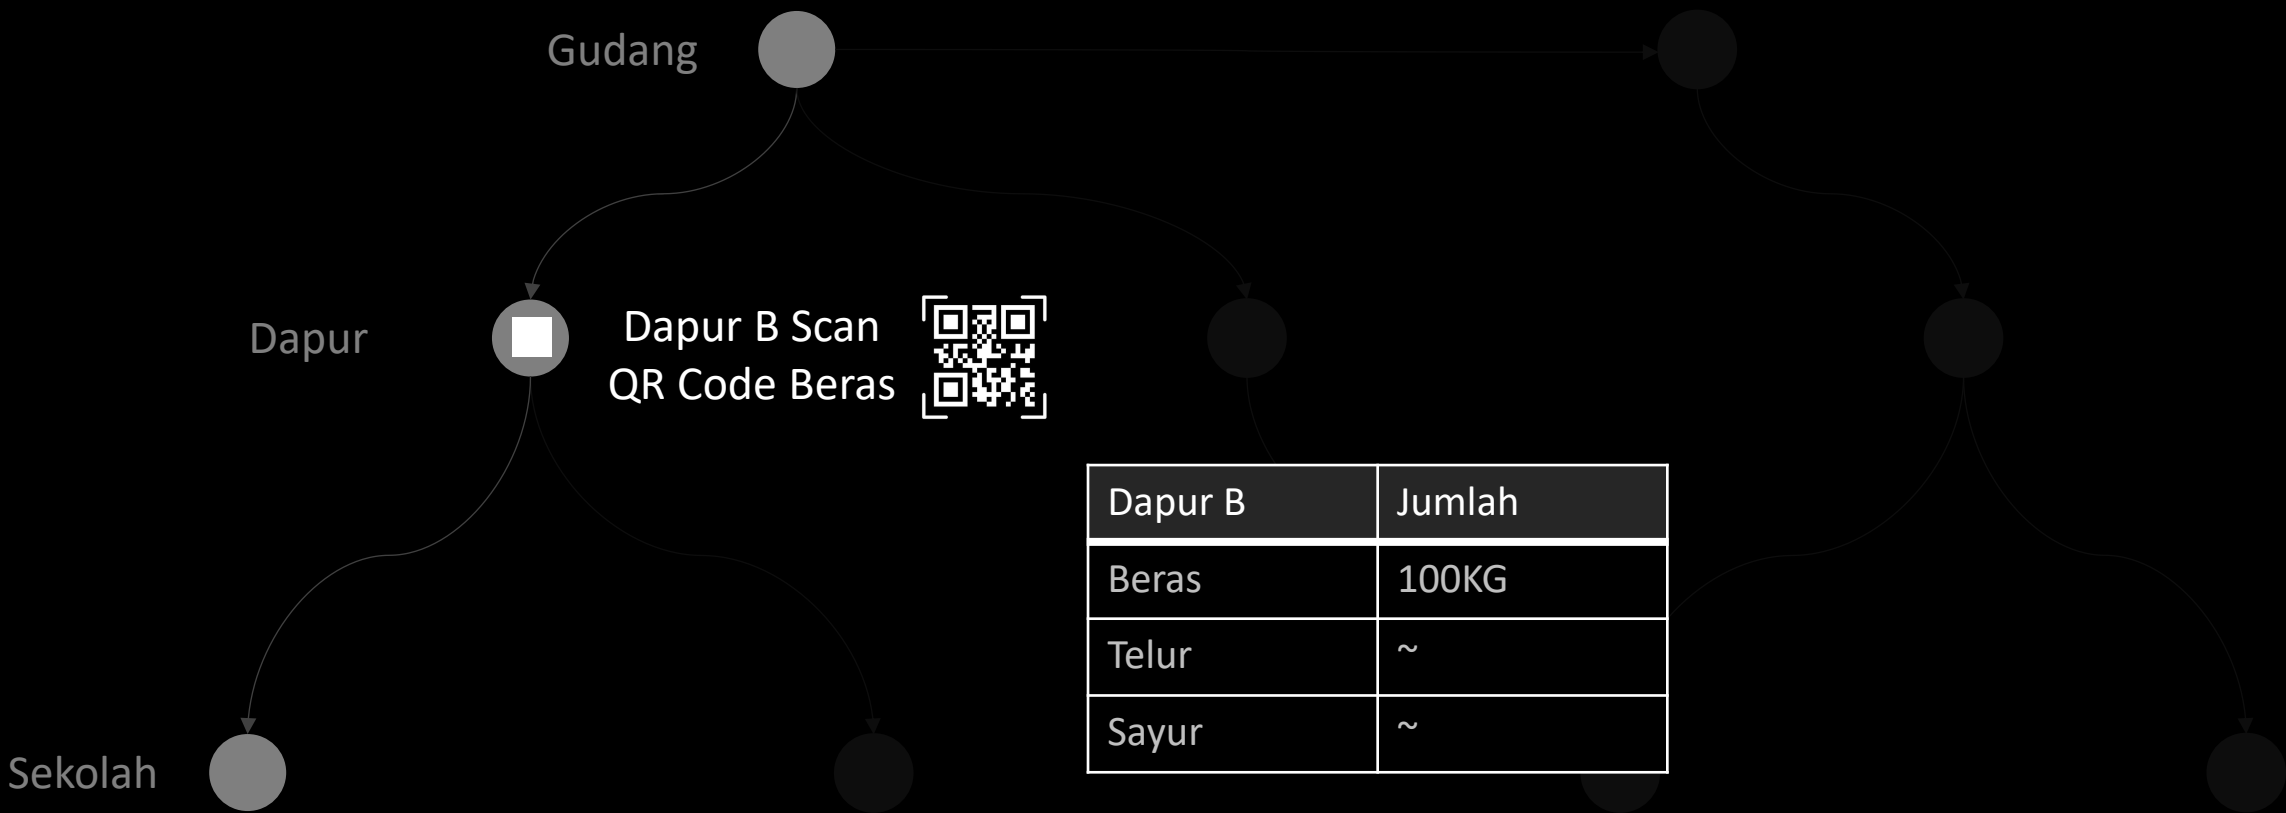 Gudang
Dapur
Dapur B Scan
QR Code Beras
Dapur B Jumlah
Beras 100KG
Telur ~
Sayur ~
Sekolah